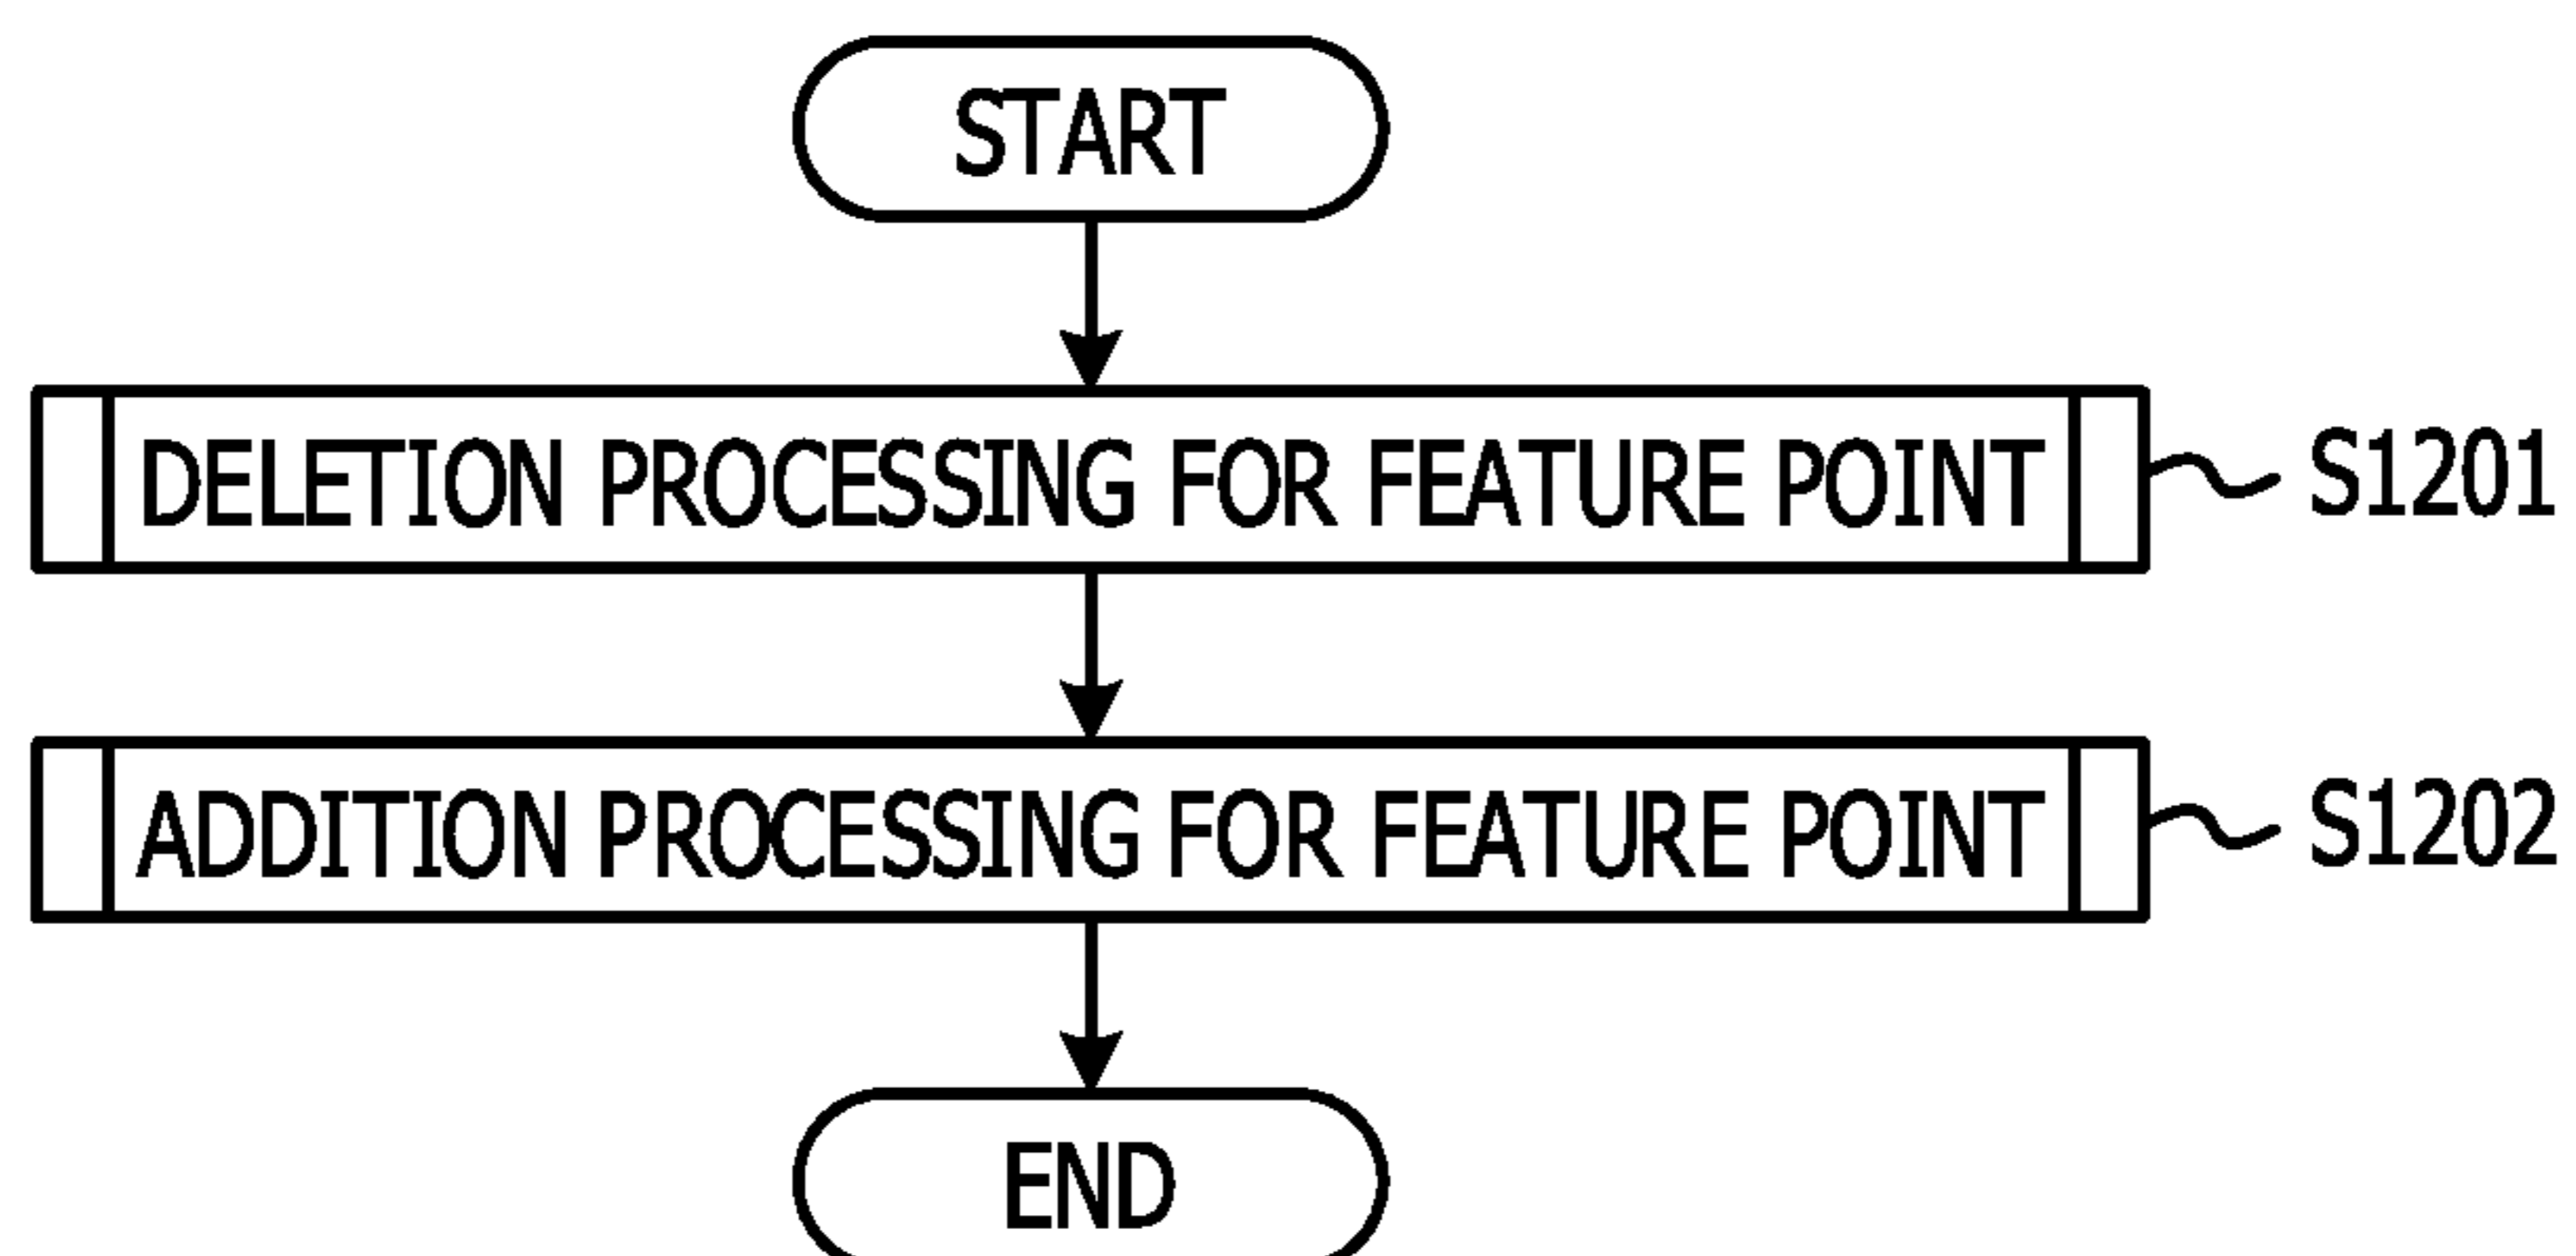 START
DELETION PROCESSING FOR FEATURE POINT
S1201
ADDITION PROCESSING FOR FEATURE POINT
S1202
END